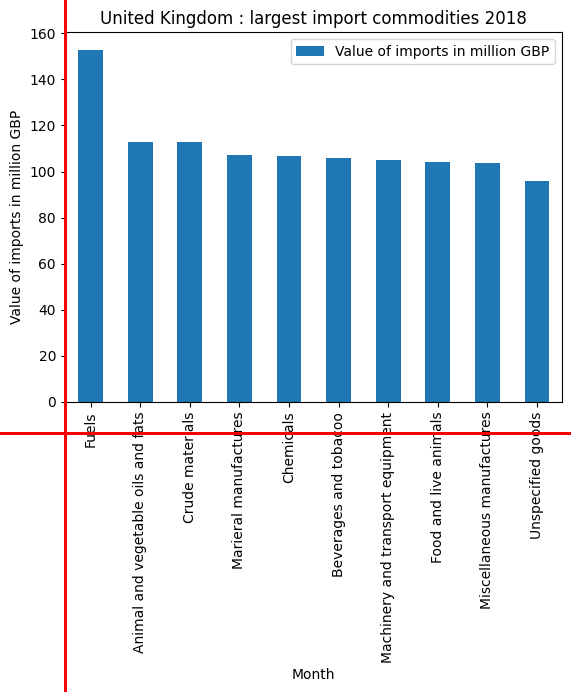 United Kingdom : largest import commodities 2018
Value of imports in million GBP
Value of imports in million GBP
160
140
120
100
80
60
40
20
0
Fuels
Animal and vegetable oils and fats
Crude materials
Marieral manufactures
Chemicals
Beverages and tobacoo
Machinery and transport equipment
Food and live animals
Miscellaneous manufactures
Unspecified goods
Month